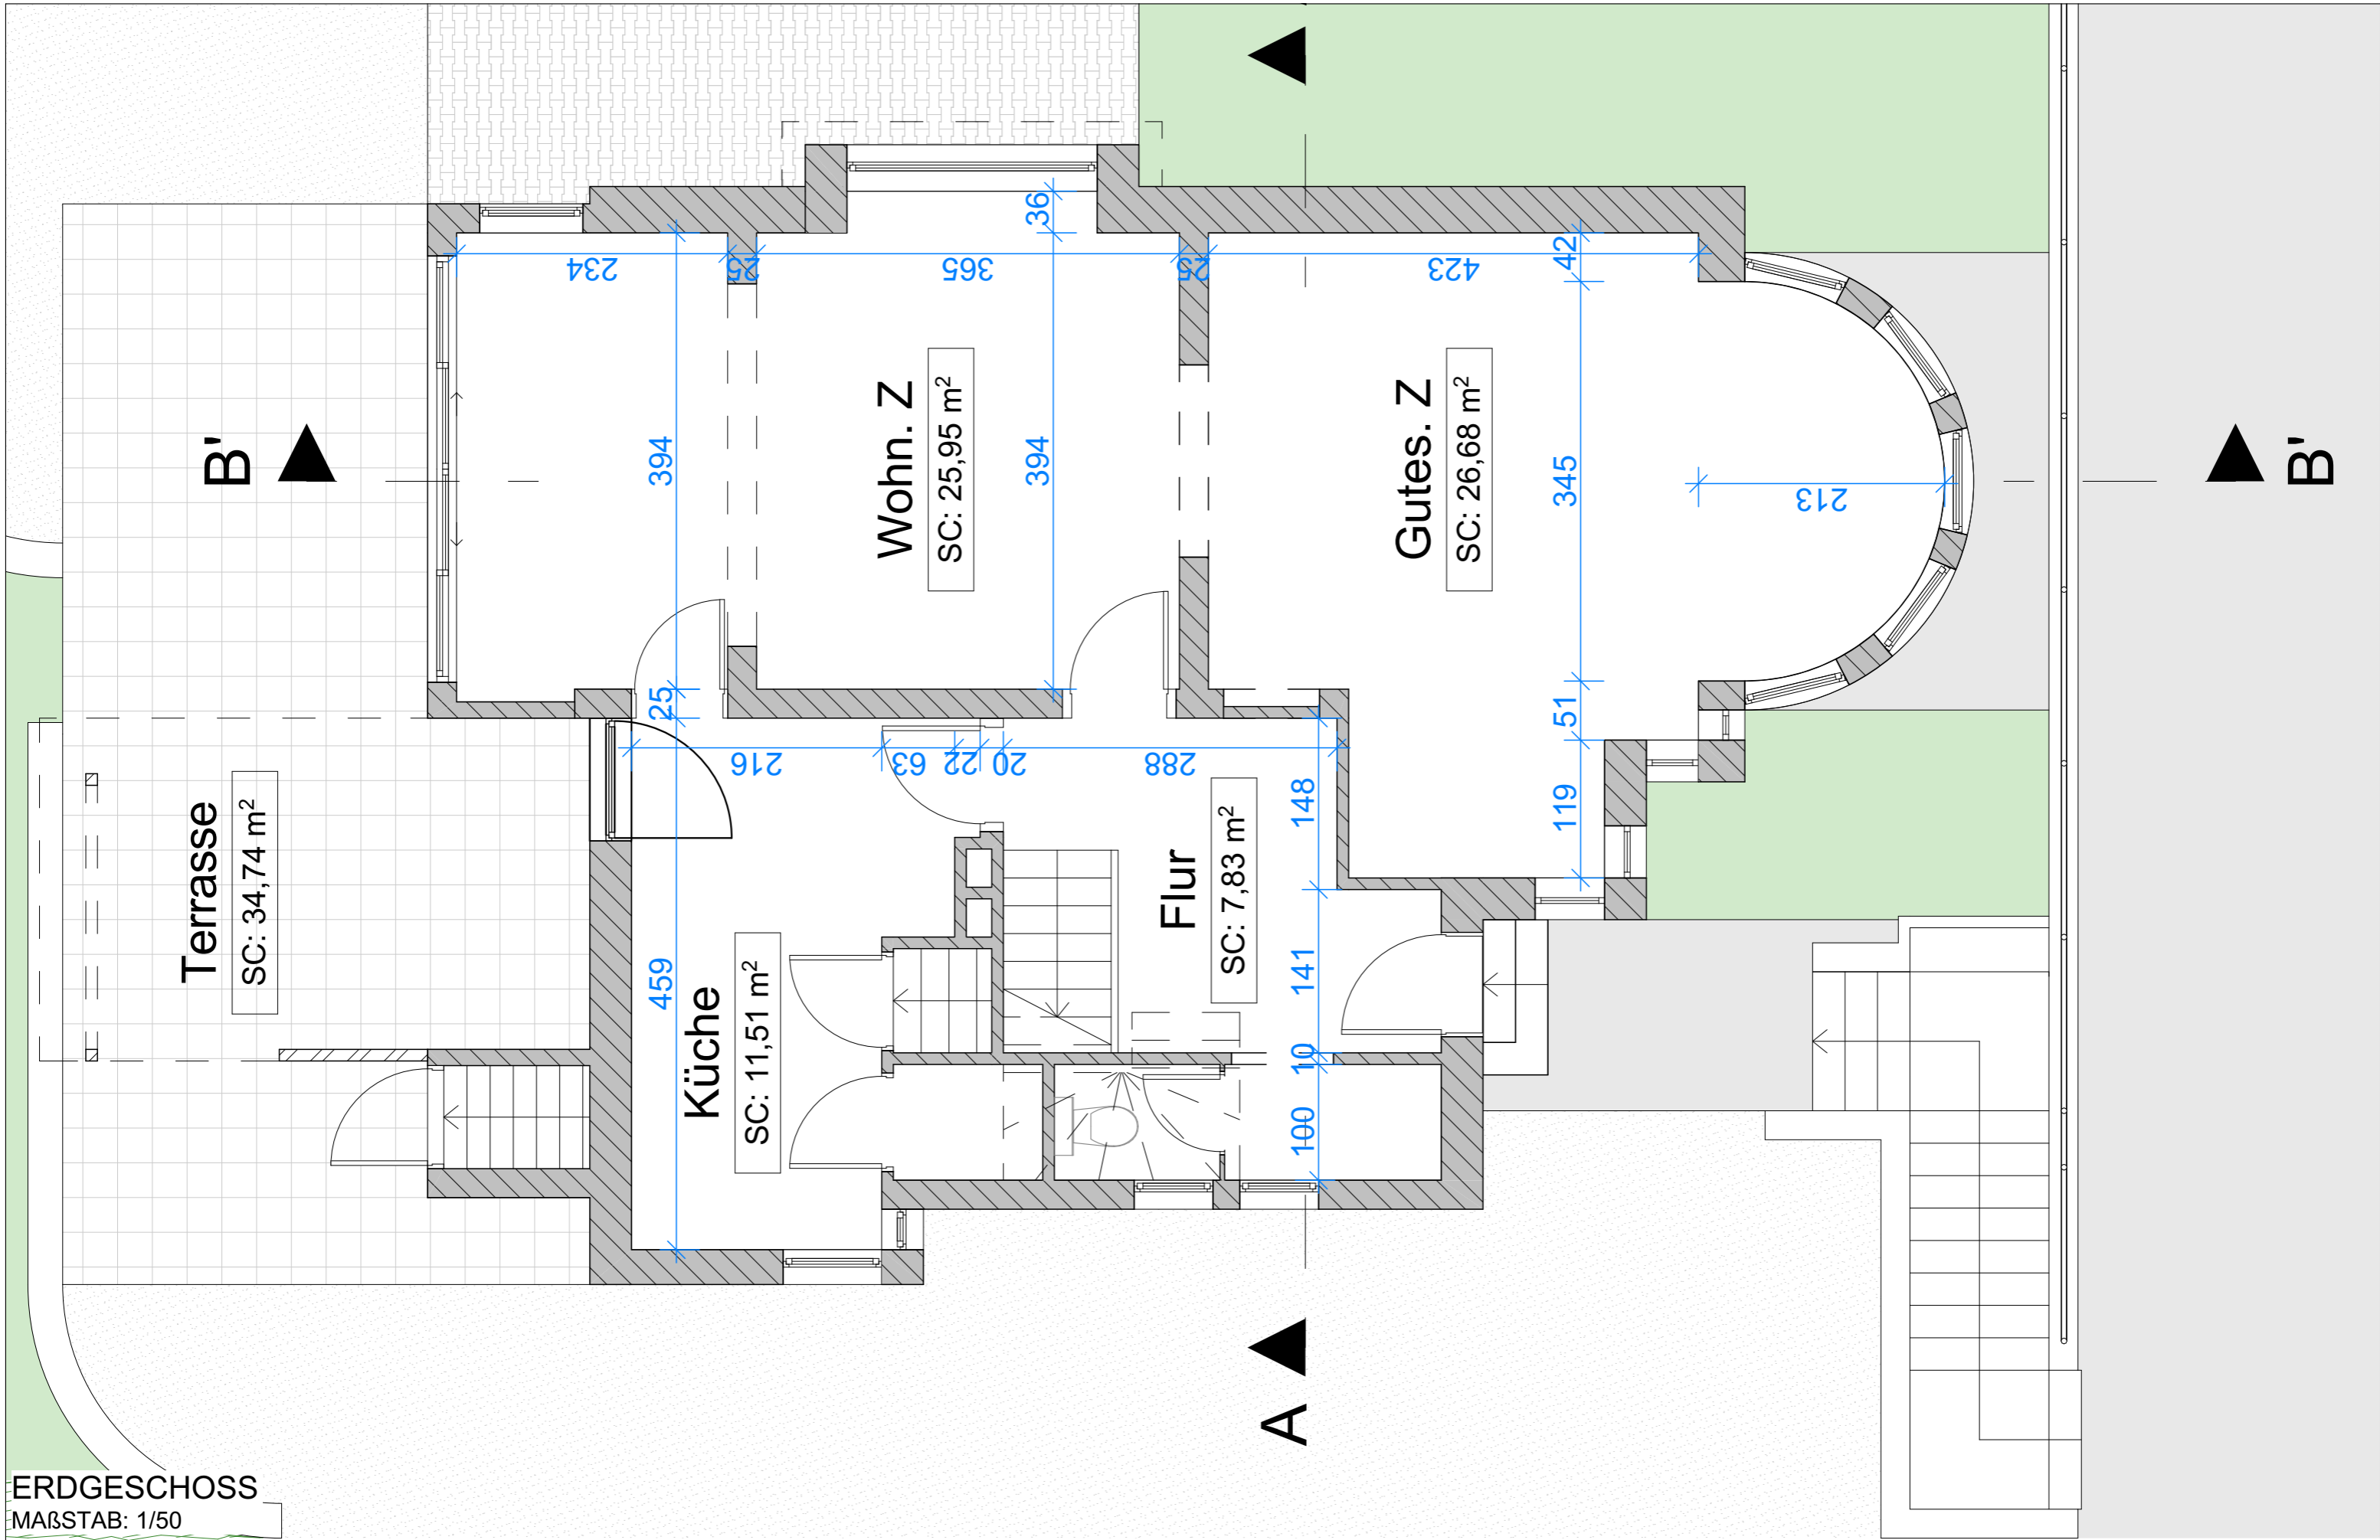 B'
Terrasse
SC: 34,74 m²
Wohn. Z
SC: 25,95 m²
Gutes. Z
SC: 26,68 m²
Küche
SC: 11,51 m²
Flur
SC: 7,83 m²
B'
A
234
25
365
25
423
36
42
394
394
345
213
25
51
216
63
22
20
288
148
119
459
141
10
100
ERDGESCHOSS
MAßSTAB: 1/50